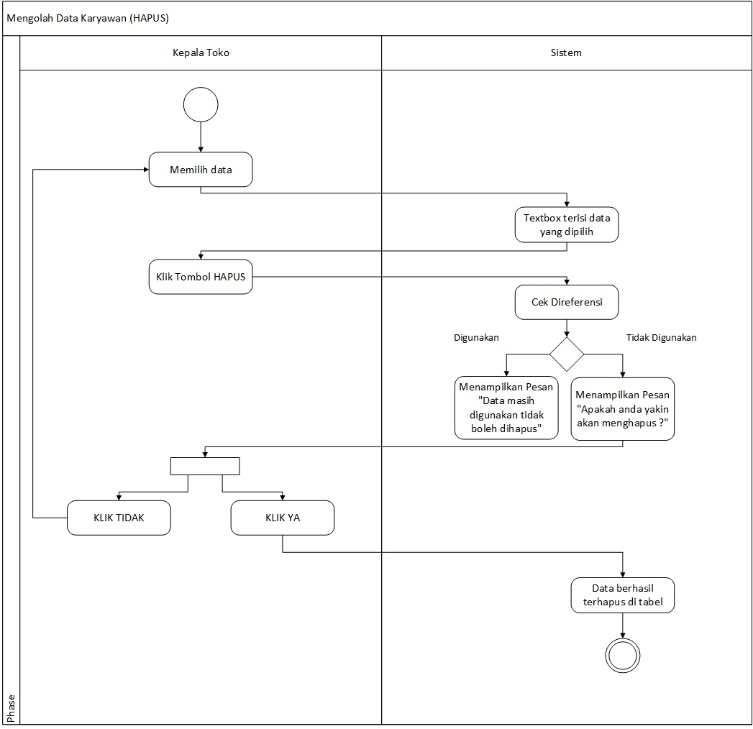 Mengolah Data Karyawan (HAPUS)
Kepala Toko
Sistem
Memilih data
Textbox terisi data
yang dipilih
Klik Tombol HAPUS
Cek Direferensi
Digunakan
Tidak Digunakan
Menampilkan Pesan
"Data masih
digunakan tidak
boleh dihapus"
Menampilkan Pesan
"Apakah anda yakin
akan menghapus ?"
KLIK TIDAK
KLIK YA
Data berhasil
terhapus di tabel
Phase